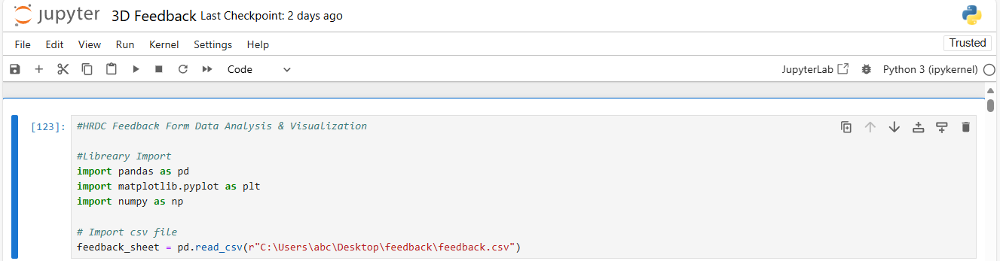 jupyter 3D Feedback Last Checkpoint: 2 days ago
File Edit View Run Kernel Settings Help Trusted
Code JupyterLab Python 3 (ipykernel)
[123]: #HRDC Feedback Form Data Analysis & Visualization
#Libreary Import
import pandas as pd
import matplotlib.pyplot as plt
import numpy as np
# Import csv file
feedback_sheet = pd.read_csv(r"C:\Users\abc\Desktop\feedback\feedback.csv")